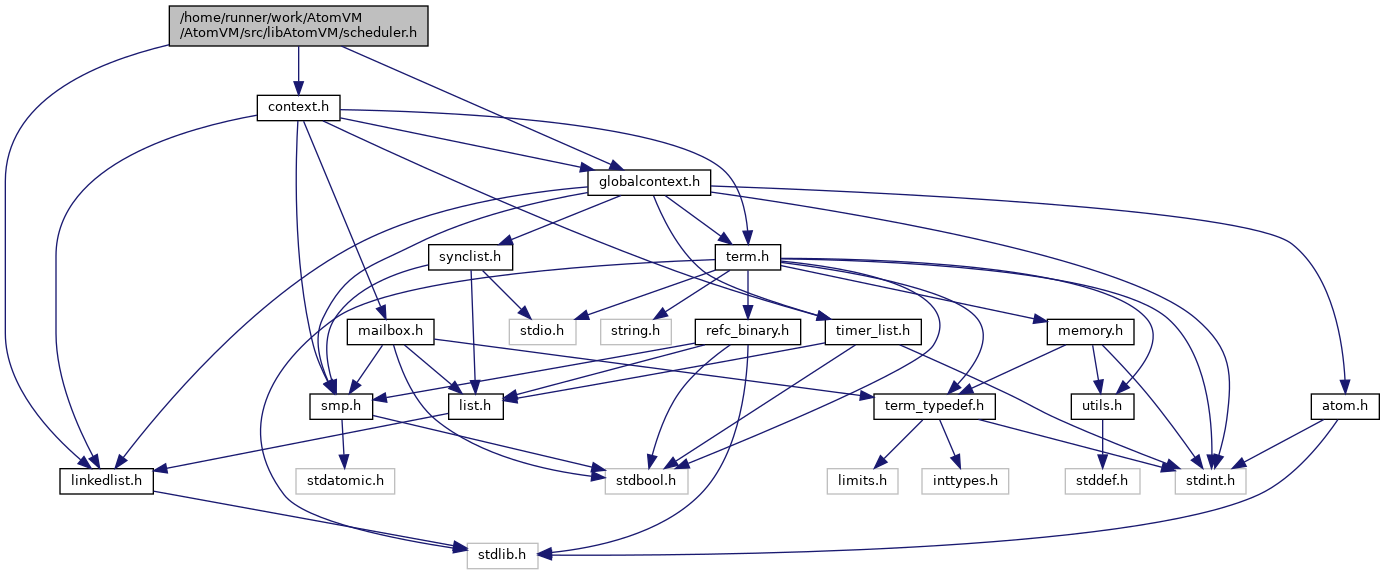 /home/runner/work/AtomVM
/AtomVM/src/libAtomVM/scheduler.h
context.h
globalcontext.h
synclist.h
term.h
mailbox.h
stdio.h
string.h
refc_binary.h
timer_list.h
memory.h
smp.h
list.h
term_typedef.h
utils.h
atom.h
linkedlist.h
stdatomic.h
stdbool.h
limits.h
inttypes.h
stddef.h
stdint.h
stdlib.h